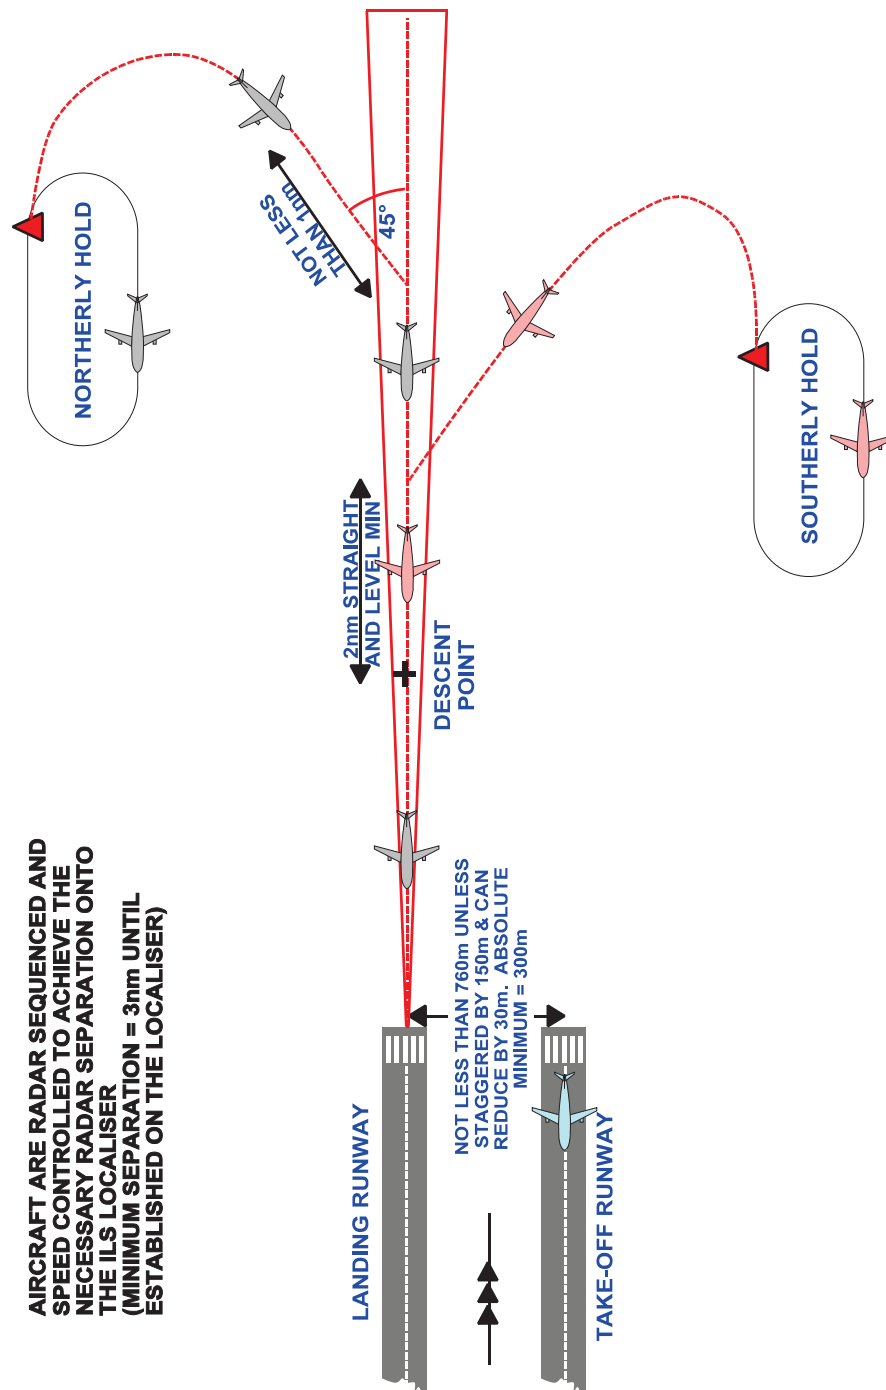 AIRCRAFT ARE RADAR SEQUENCED AND
SPEED CONTROLLED TO ACHIEVE THE
NECESSARY RADAR SEPARATION ONTO
THE ILS LOCALISER
(MINIMUM SEPARATION = 3nm UNTIL
ESTABLISHED ON THE LOCALISER)
NORTHERLY HOLD
NOT LESS
THAN 1nm
45°
2nm STRAIGHT
AND LEVEL MIN
DESCENT
POINT
LANDING RUNWAY
NOT LESS THAN 760m UNLESS
STAGGERED BY 150m & CAN
REDUCE BY 30m. ABSOLUTE
MINIMUM = 300m
TAKE-OFF RUNWAY
SOUTHERLY HOLD